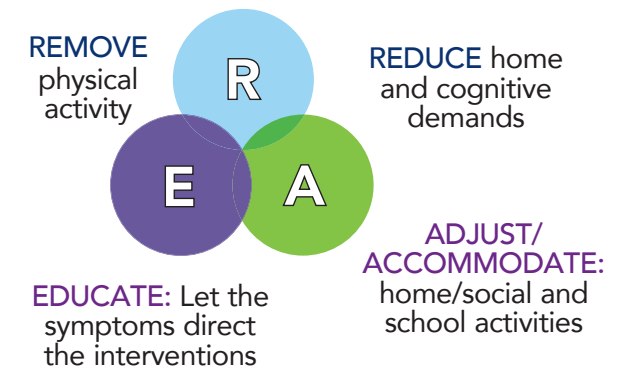 REMOVE
physical
activity
R
REDUCE home
and cognitive
demands
E
A
EDUCATE: Let the
symptoms direct
the interventions
ADJUST/
ACCOMMODATE:
home/social and
school activities